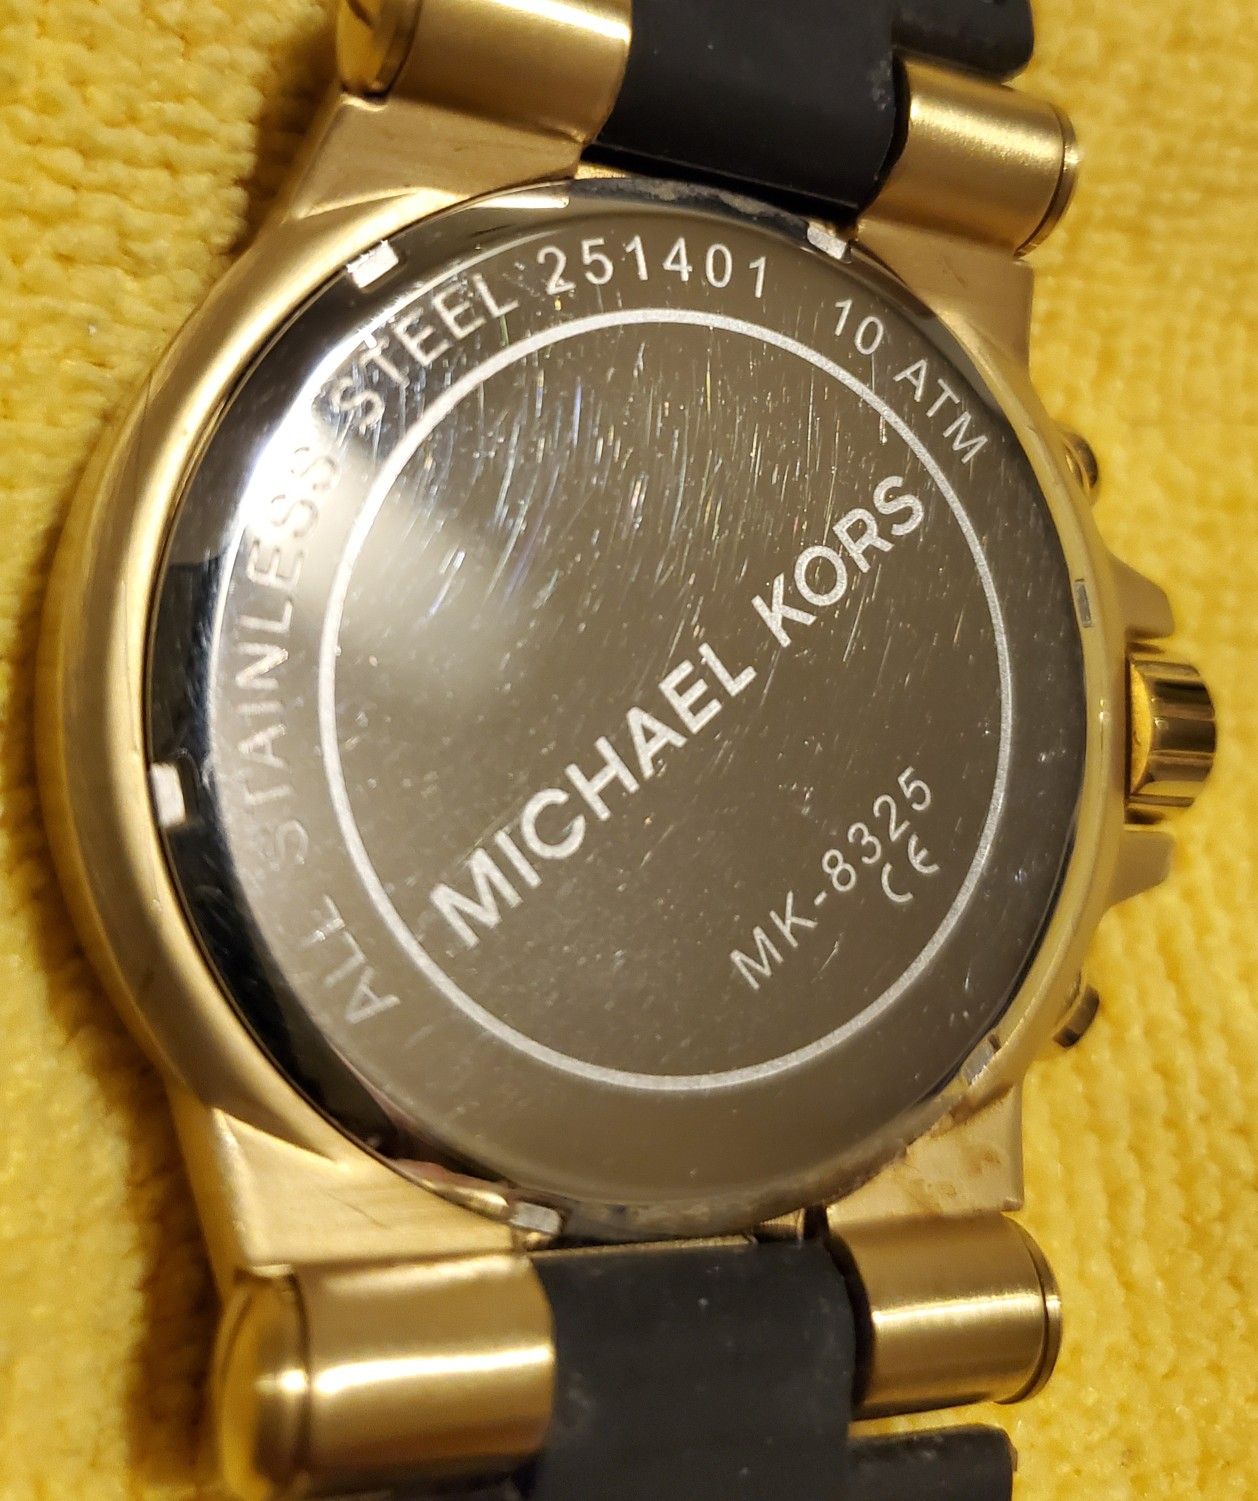 ALL STAINLESS STEEL 251401 10 ATM
MICHAEL KORS
MK-8325
CE